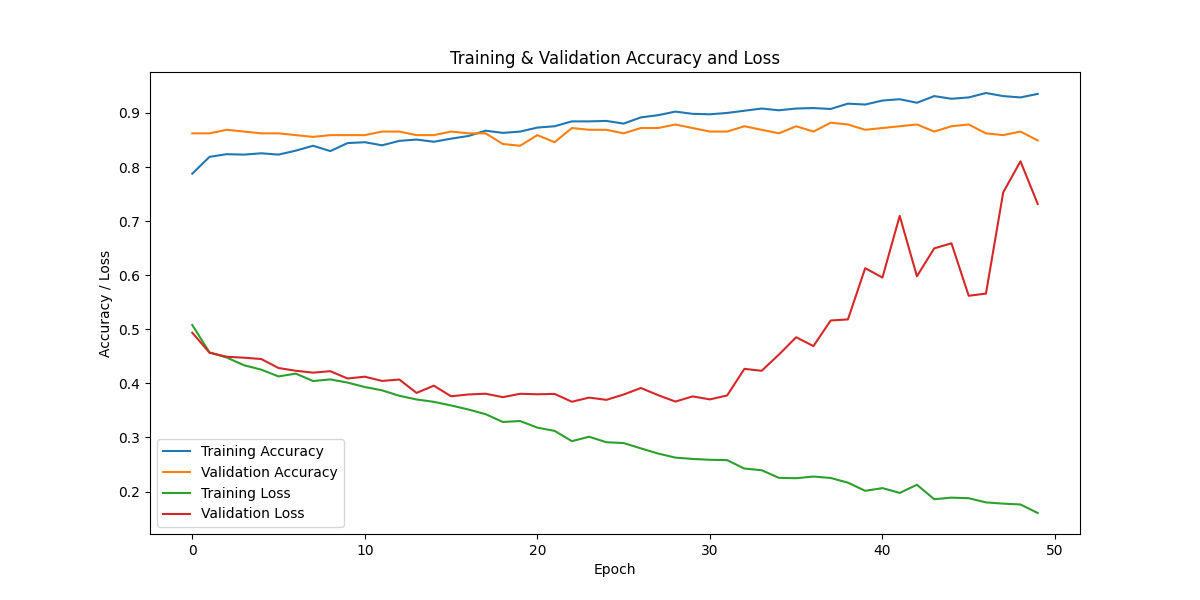 Training & Validation Accuracy and Loss
Accuracy / Loss
0.9
0.8
0.7
0.6
0.5
0.4
0.3
0.2
Training Accuracy
Validation Accuracy
Training Loss
Validation Loss
0 10 20 30 40 50
Epoch